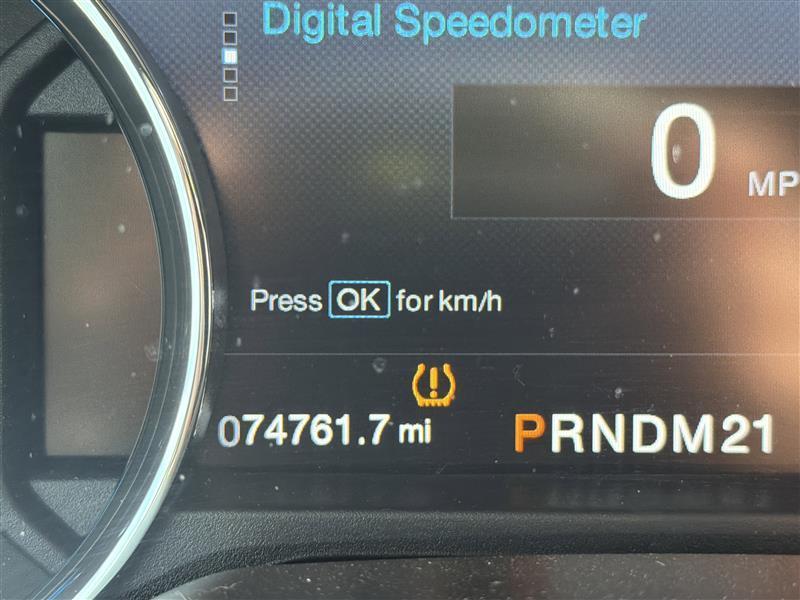 Digital Speedometer
0
MP
Press OK for km/h
074761.7 mi
PRNDM21